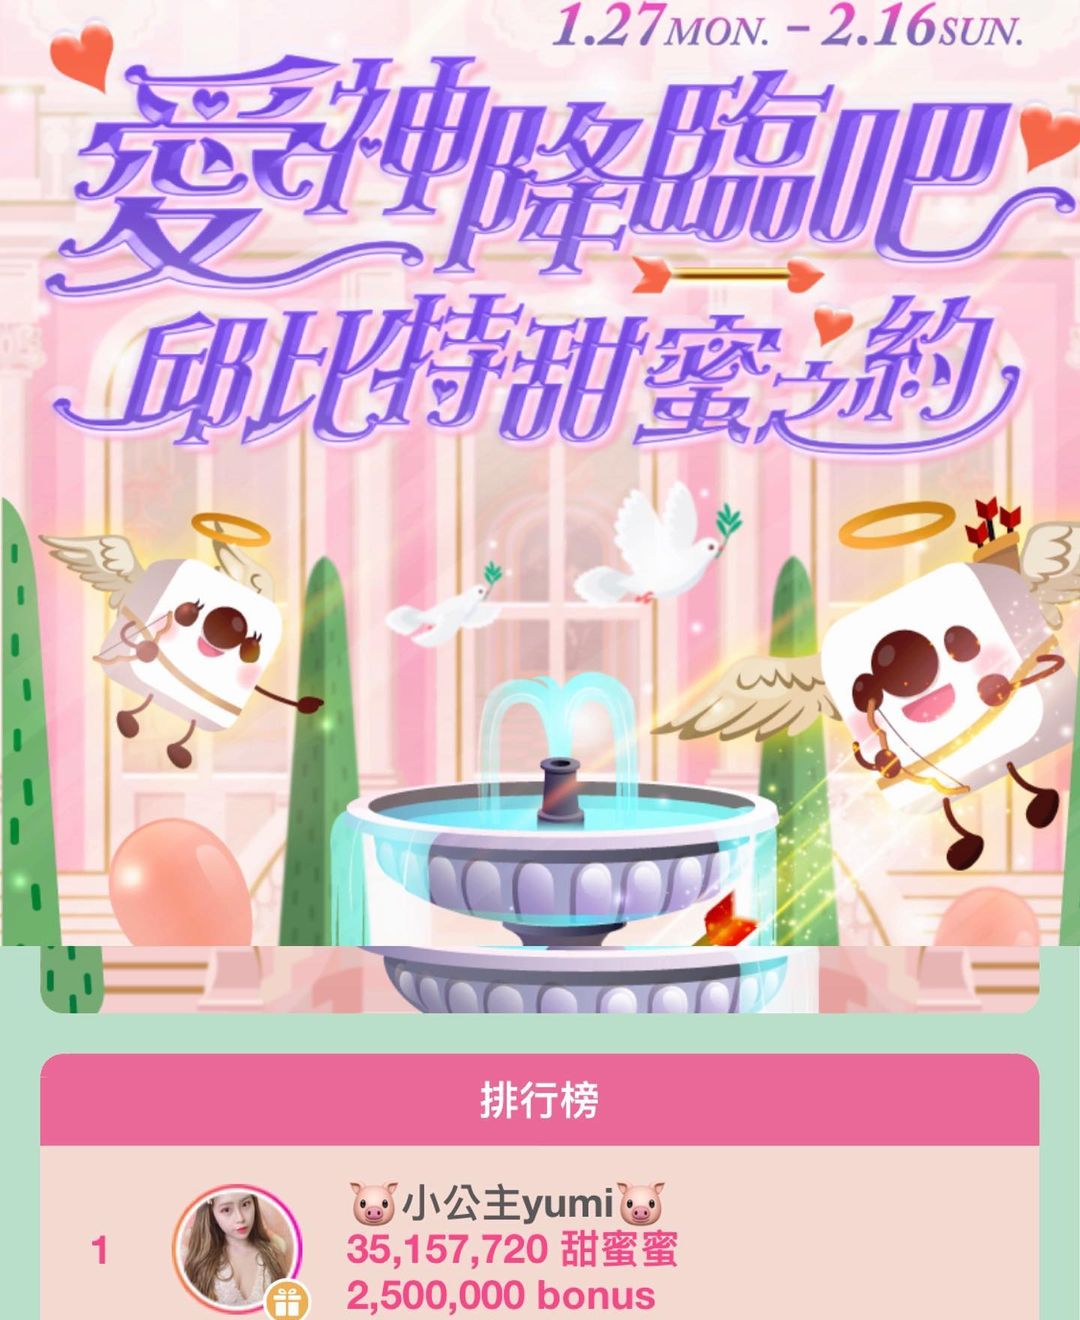 1.27MON. - 2.16SUN.
愛神降臨吧
邱比特甜蜜之約
排行榜
1
🐷小公主yumi🐷
35,157,720 甜蜜蜜
2,500,000 bonus